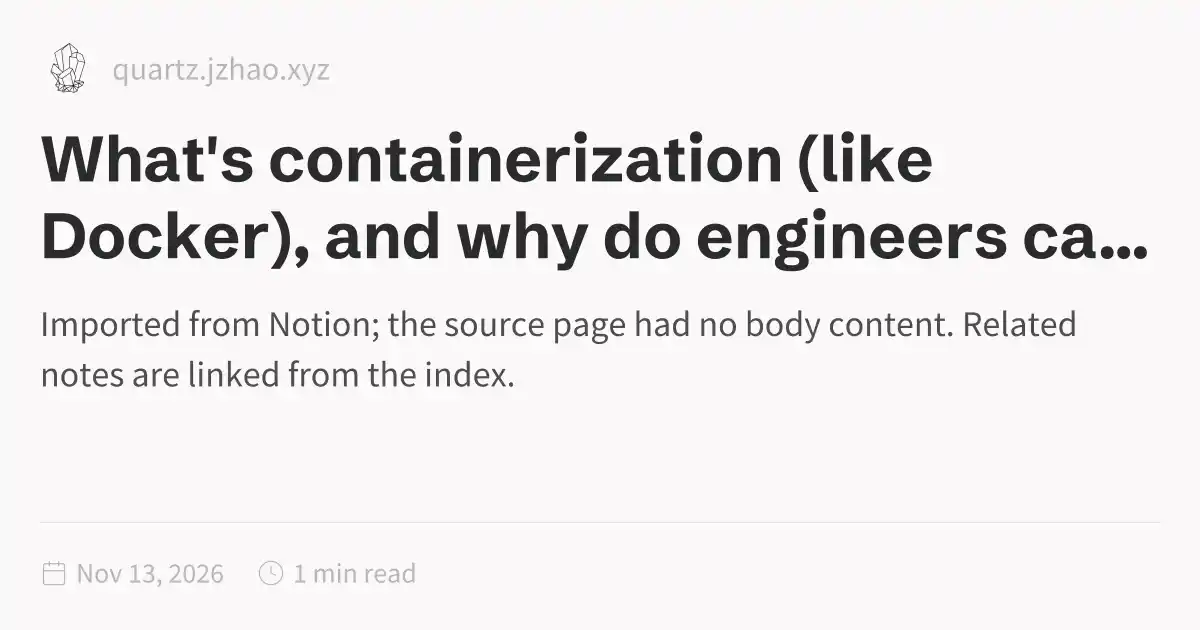 quartz.jzhao.xyz
What's containerization (like
Docker), and why do engineers ca...
Imported from Notion; the source page had no body content. Related
notes are linked from the index.
Nov 13, 2026 1 min read